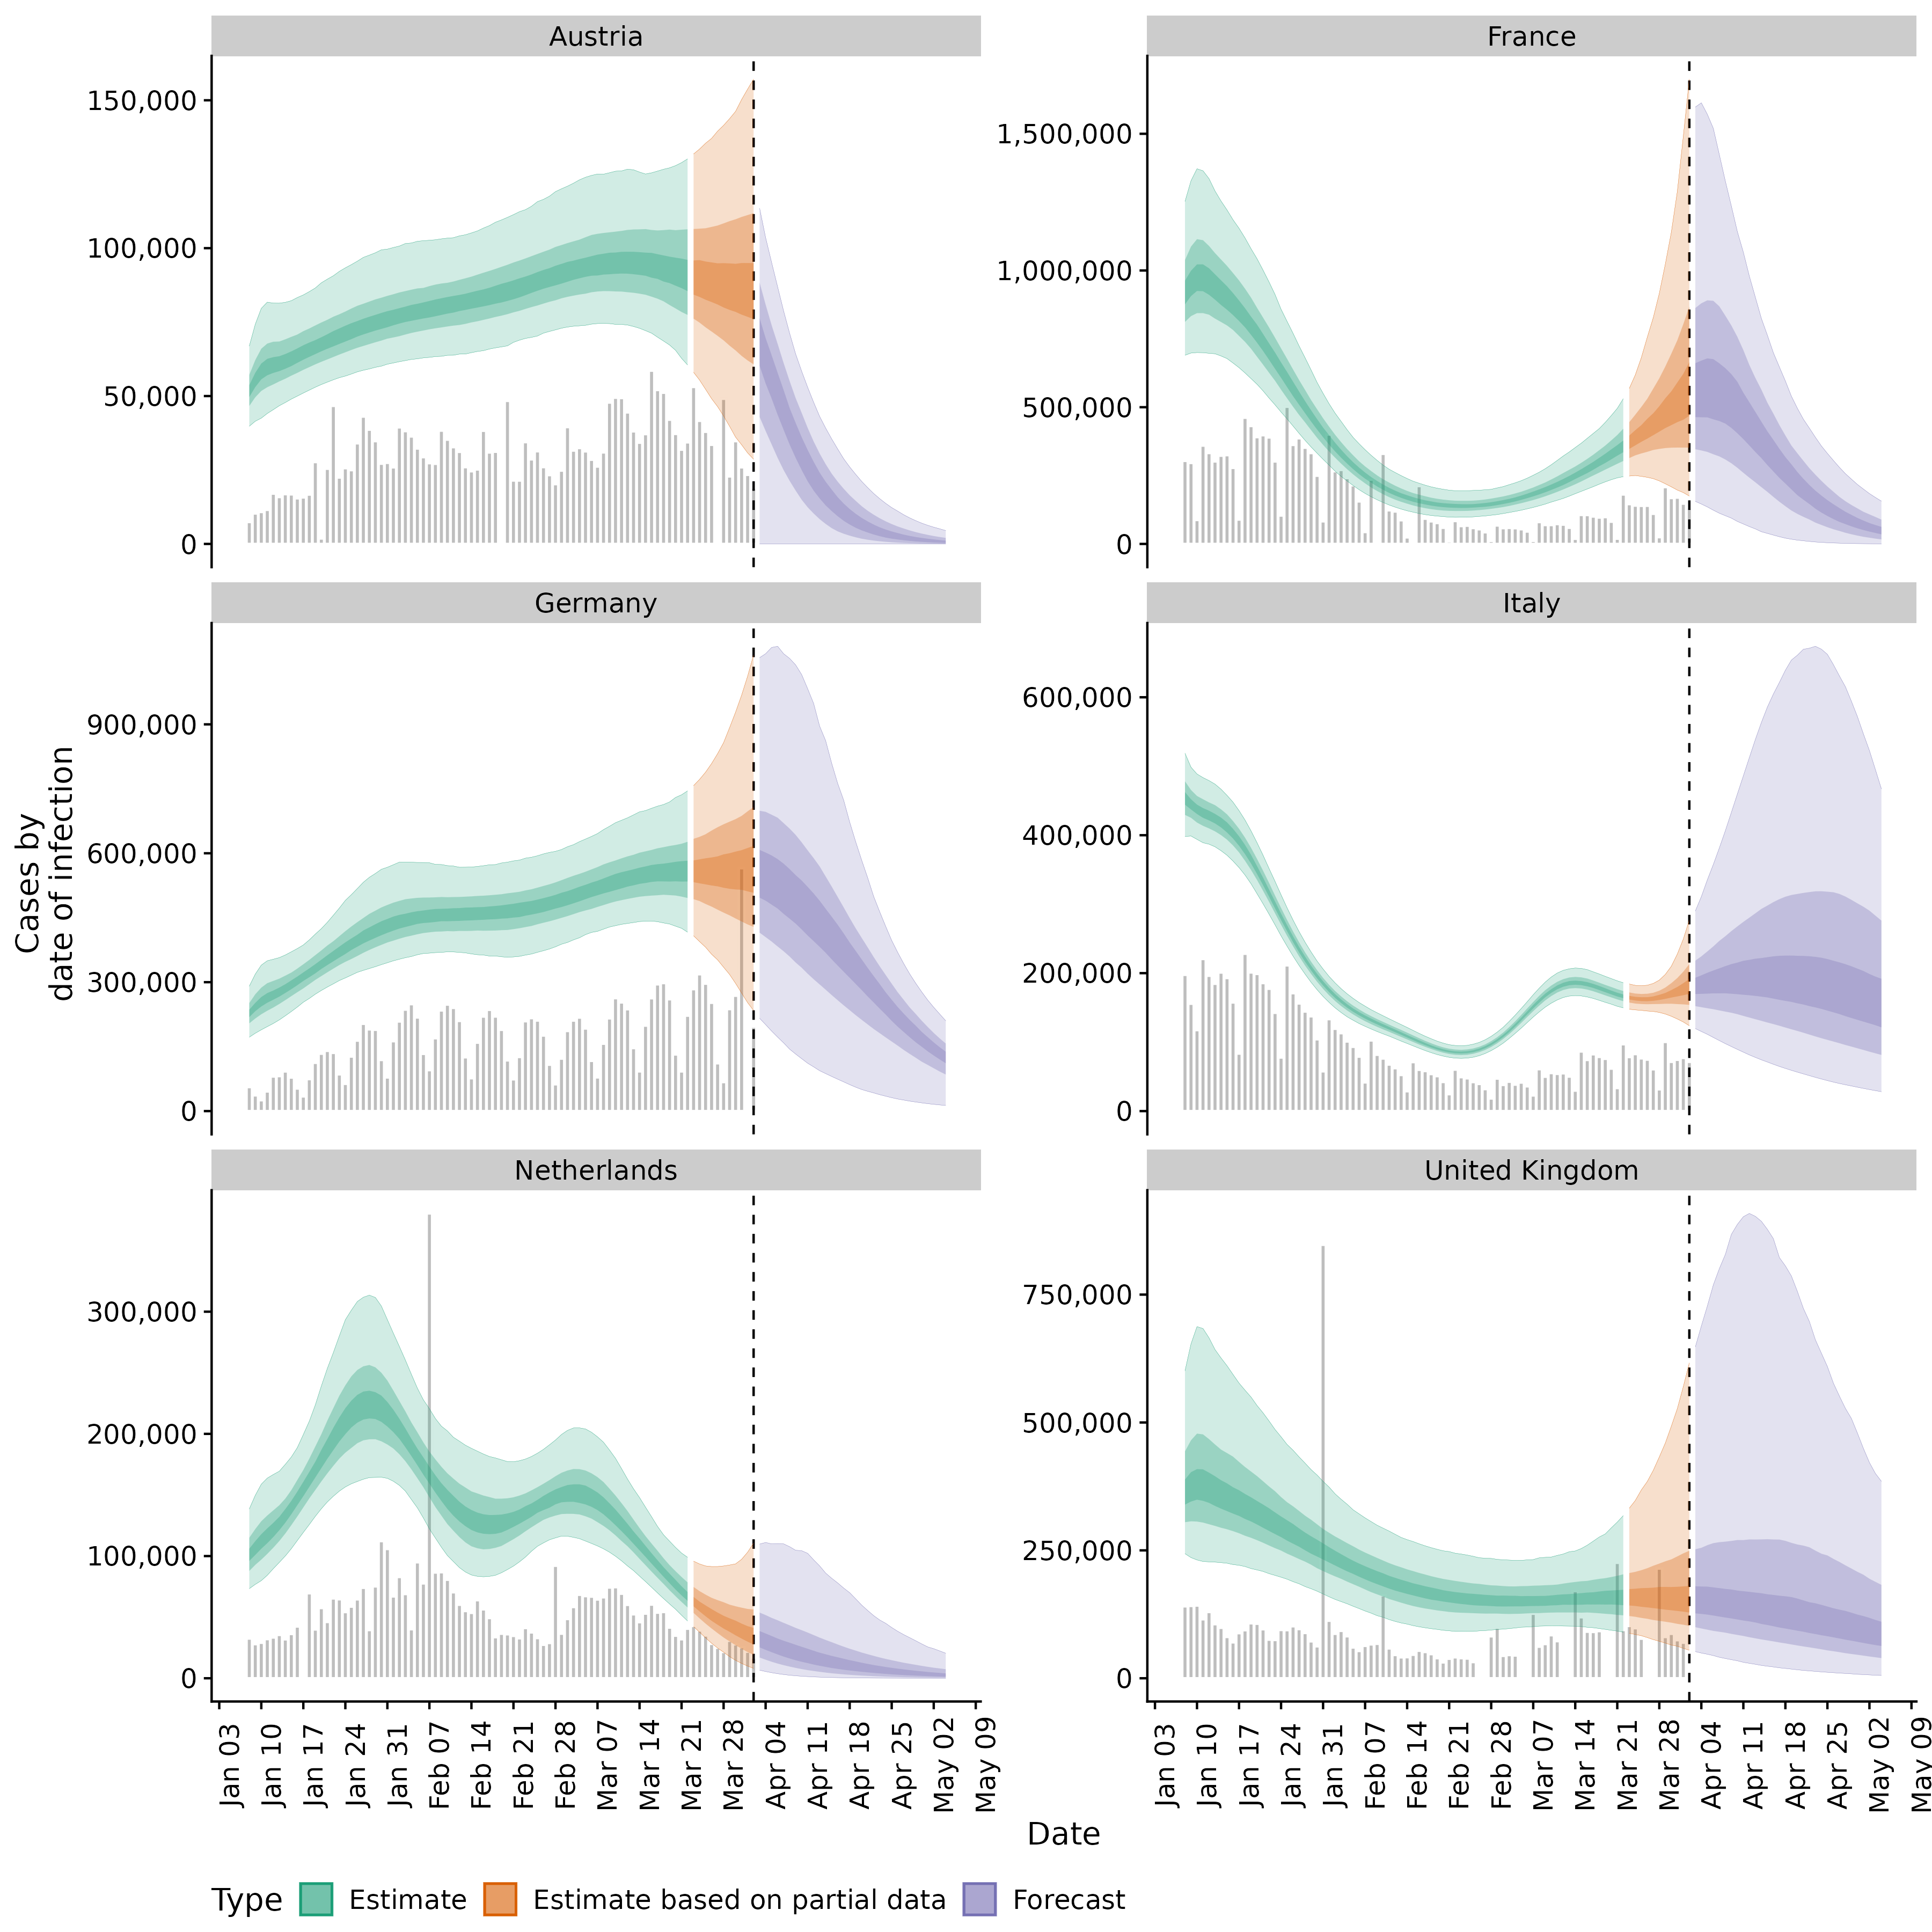 Austria
France
150,000
100,000
50,000
0
1,500,000
1,000,000
500,000
0
Germany
Italy
900,000
600,000
300,000
0
600,000
400,000
200,000
0
Cases by
date of infection
Netherlands
United Kingdom
300,000
200,000
100,000
0
750,000
500,000
250,000
0
Jan 03
Jan 10
Jan 17
Jan 24
Jan 31
Feb 07
Feb 14
Feb 21
Feb 28
Mar 07
Mar 14
Mar 21
Mar 28
Apr 04
Apr 11
Apr 18
Apr 25
May 02
May 09
Jan 03
Jan 10
Jan 17
Jan 24
Jan 31
Feb 07
Feb 14
Feb 21
Feb 28
Mar 07
Mar 14
Mar 21
Mar 28
Apr 04
Apr 11
Apr 18
Apr 25
May 02
May 09
Date
Type Estimate Estimate based on partial data Forecast